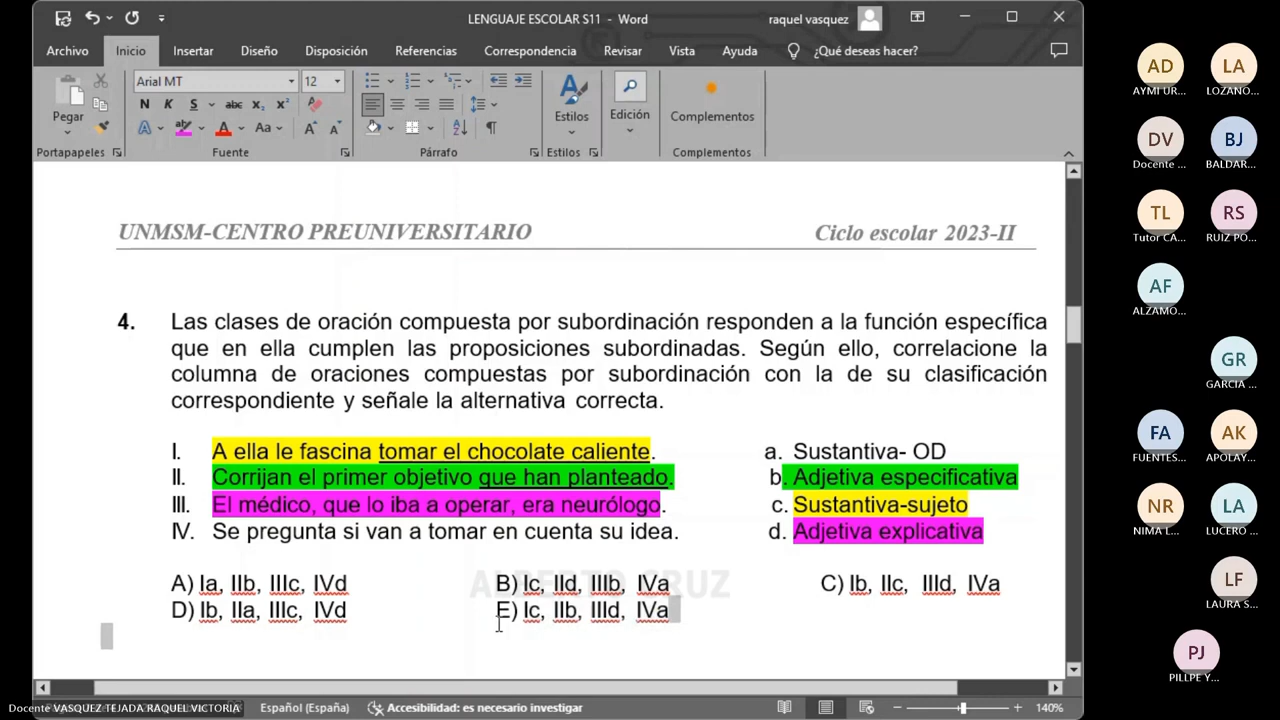 LENGUAJE ESCOLAR S11 - Word
raquel vasquez
Archivo Inicio Insertar Diseño Disposición Referencias Correspondencia Revisar Vista Ayuda ¿Qué deseas hacer?
Arial MT 12
N K S abc x₂ x²
A aby A Aa A A
Pegar
Estilos
Edición
Complementos
Portapapeles Fuente Párrafo Estilos Complementos
UNMSM-CENTRO PREUNIVERSITARIO Ciclo escolar 2023-II
4. Las clases de oración compuesta por subordinación responden a la función específica
que en ella cumplen las proposiciones subordinadas. Según ello, correlacione la
columna de oraciones compuestas por subordinación con la de su clasificación
correspondiente y señale la alternativa correcta.
I. A ella le fascina tomar el chocolate caliente. a. Sustantiva- OD
II. Corrijan el primer objetivo que han planteado. b. Adjetiva especificativa
III. El médico, que lo iba a operar, era neurólogo. c. Sustantiva-sujeto
IV. Se pregunta si van a tomar en cuenta su idea. d. Adjetiva explicativa
ALBERTO CRUZ
A) Ia, IIb, IIIc, IVd B) Ic, IId, IIIb, IVa C) Ib, IIc, IIId, IVa
D) Ib, IIa, IIIc, IVd E) Ic, IIb, IIId, IVa
Docente VASQUEZ TEJADA RAQUEL VICTORIA
Español (España) Accesibilidad: es necesario investigar 140%
AD LA
AYMI UR... LOZANO...
DV BJ
Docente ... BALDAR...
TL RS
Tutor CA... RUIZ PO...
AF
ALZAMO...
GR
GARCIA ...
FA AK
FUENTES... APOLAY...
NR LA
NIMA L... LUCERO ...
LF
LAURA S...
PJ
PILLPE Y...